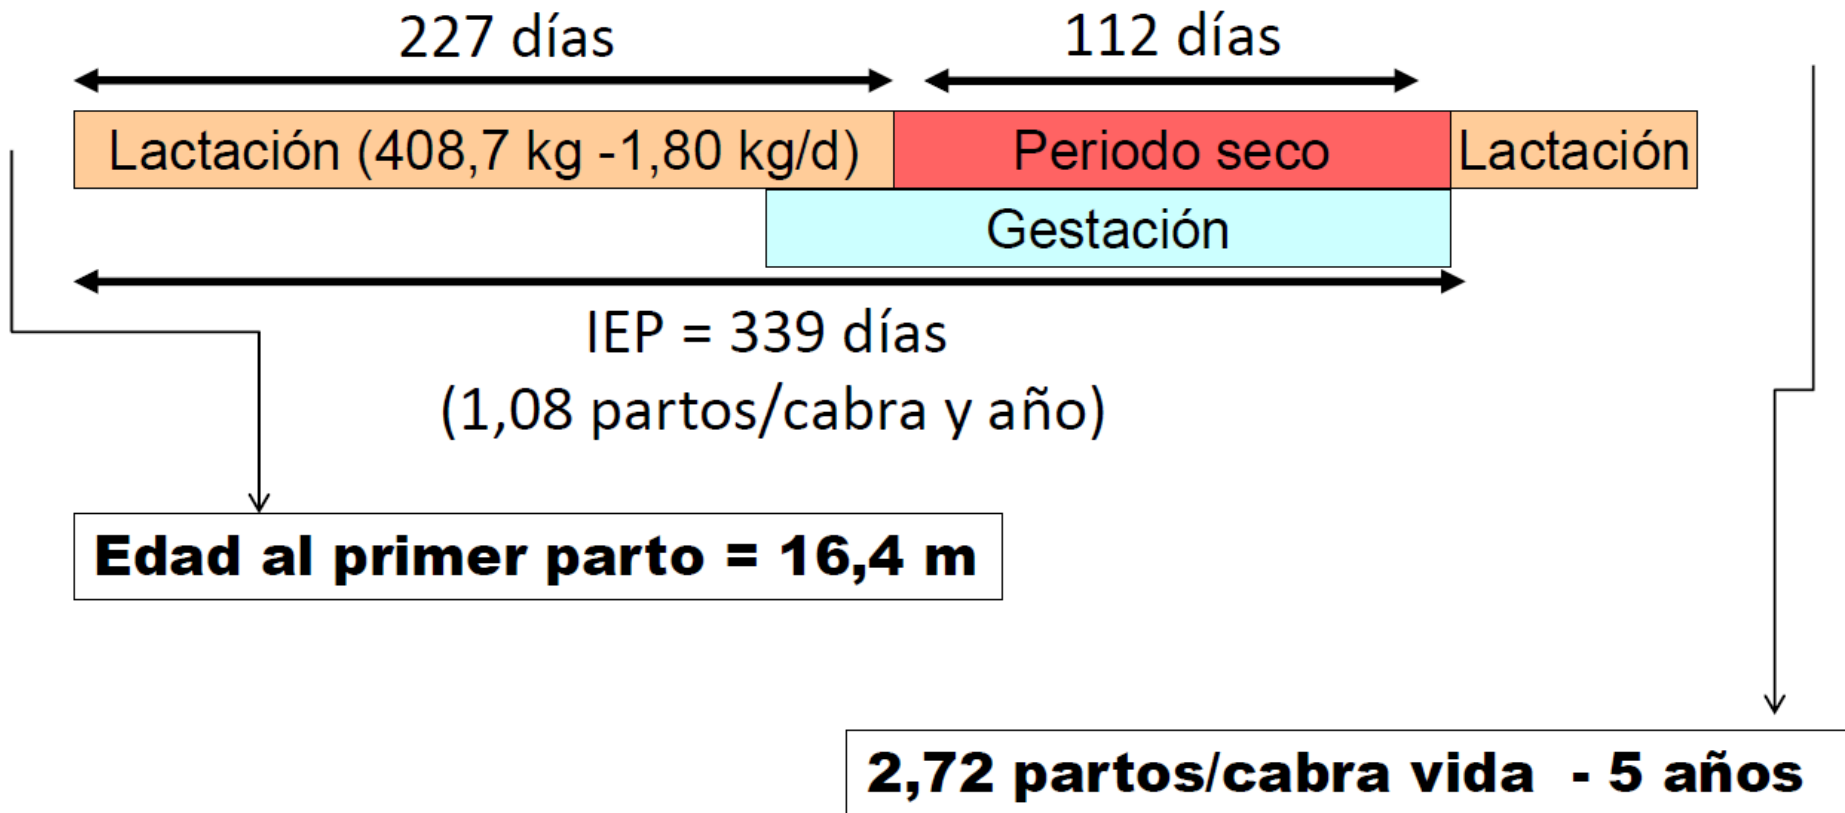 227 días
112 días
Lactación (408,7 kg -1,80 kg/d)
Periodo seco
Lactación
Gestación
IEP = 339 días
(1,08 partos/cabra y año)
Edad al primer parto = 16,4 m
2,72 partos/cabra vida - 5 años